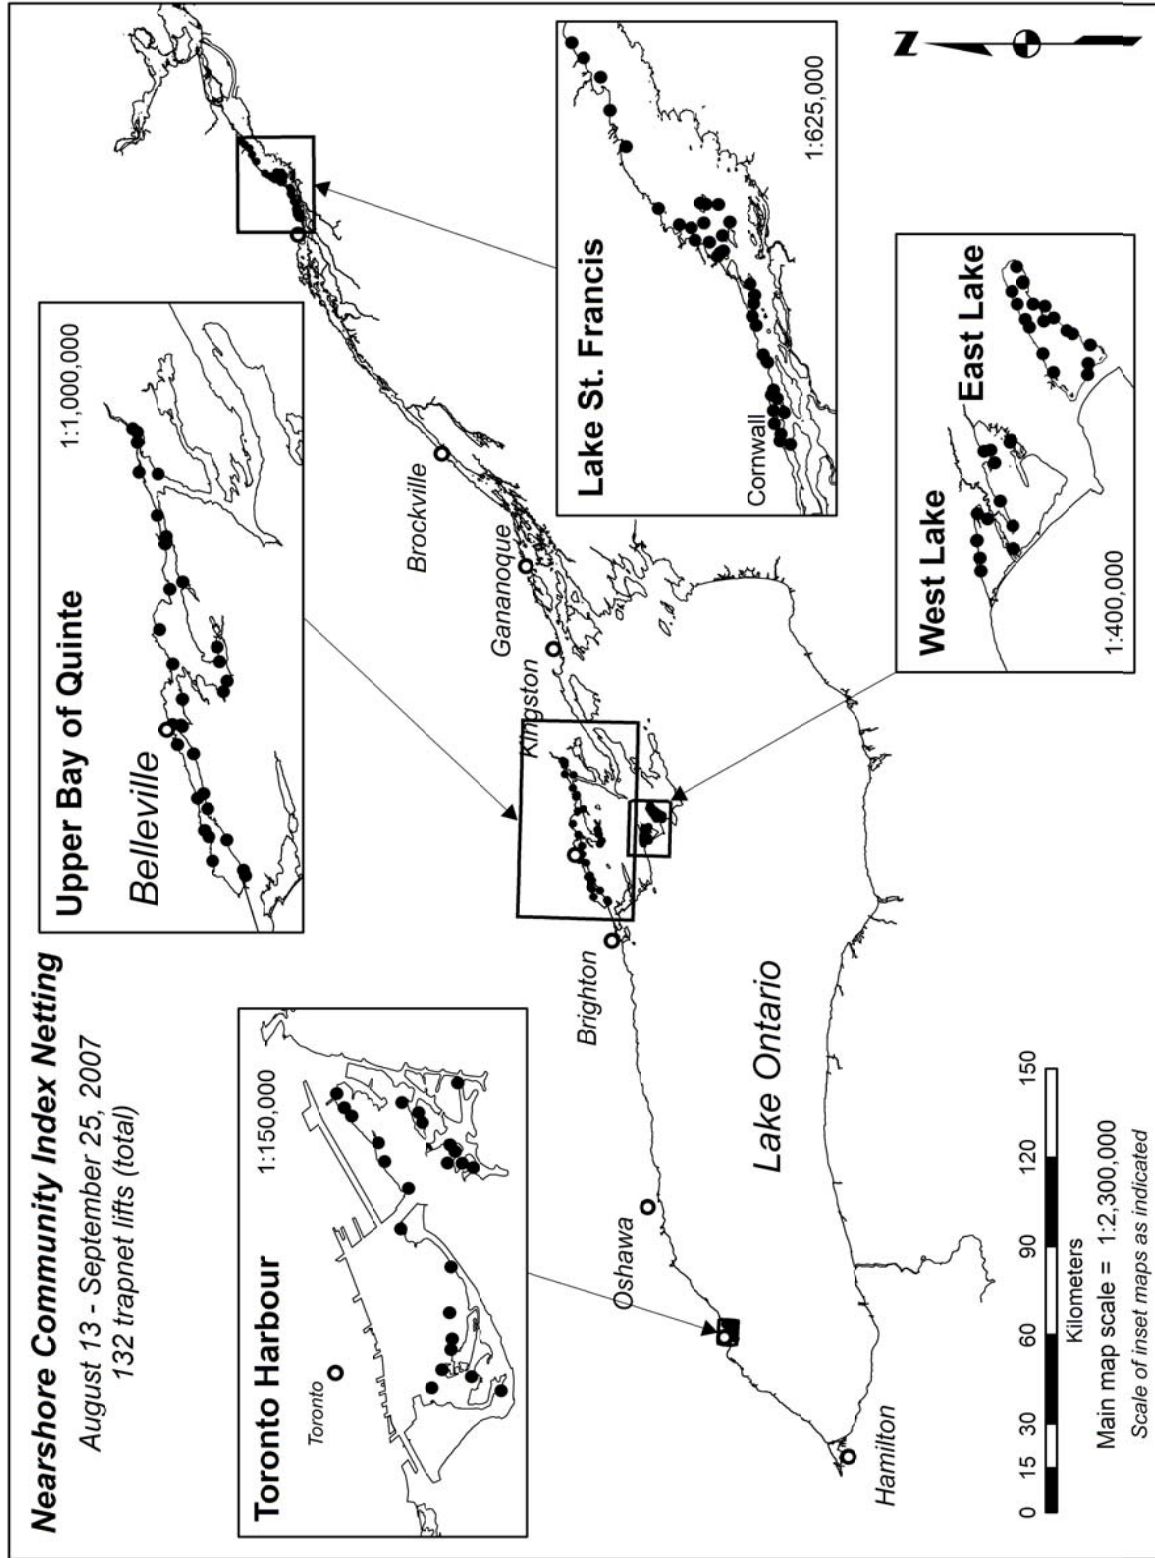 Nearshore Community Index Netting
August 13 - September 25, 2007
132 trapnet lifts (total)
Toronto Harbour
1:150,000
Toronto
Upper Bay of Quinte
1:1,000,000
Belleville
Lake St. Francis
Cornwall
1:625,000
West Lake
East Lake
1:400,000
Brockville
Gananoque
Kingston
Brighton
Oshawa
Hamilton
Lake Ontario
N
0 15 30 60 90 120 150
Kilometers
Main map scale = 1:2,300,000
Scale of inset maps as indicated